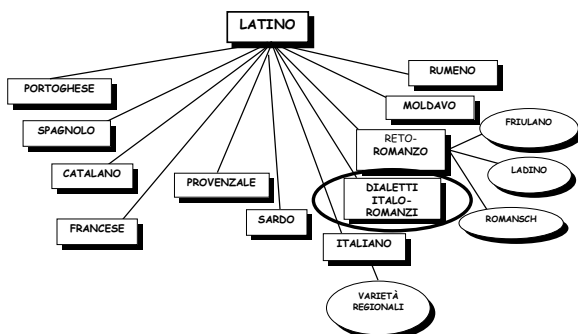 LATINO
RUMENO
PORTOGHESE
MOLDAVO
FRIULANO
SPAGNOLO
RETO-
ROMANZO
LADINO
CATALANO
PROVENZALE
DIALETTI
ITALO-
ROMANZI
ROMANSCH
SARDO
FRANCESE
ITALIANO
VARIETÀ
REGIONALI